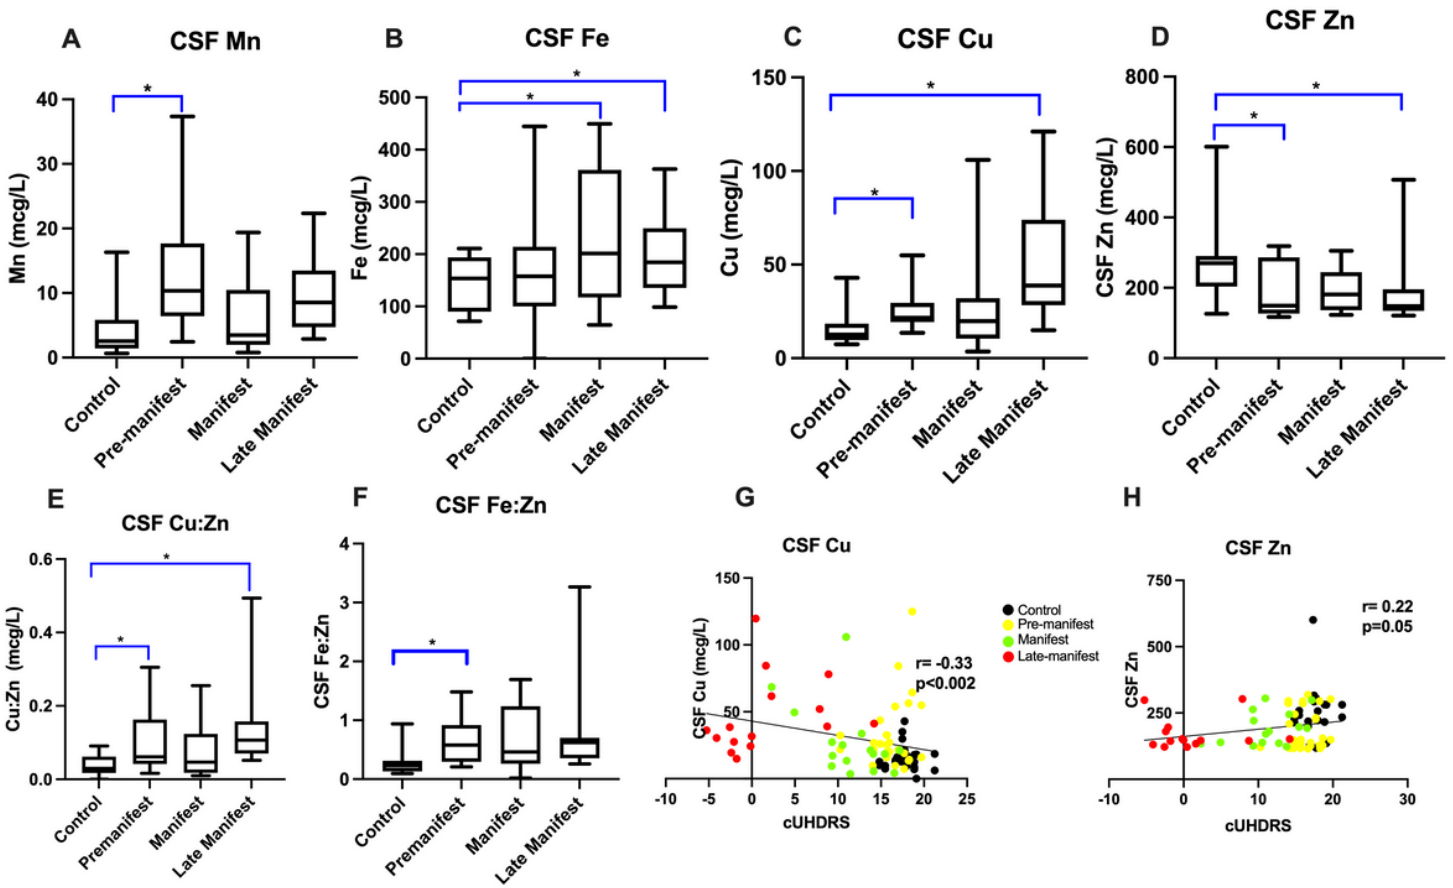 A
CSF Mn
Mn (mcg/L)
40
30
20
10
0
*
Control
Pre-manifest
Manifest
Late Manifest
B
CSF Fe
Fe (mcg/L)
500
400
300
200
100
0
*
*
Control
Pre-manifest
Manifest
Late Manifest
C
CSF Cu
Cu (mcg/L)
150
100
50
0
*
*
Control
Pre-manifest
Manifest
Late Manifest
D
CSF Zn
CSF Zn (mcg/L)
800
600
400
200
0
*
*
Control
Pre-manifest
Manifest
Late Manifest
E
CSF Cu:Zn
Cu:Zn (mcg/L)
0.6
0.4
0.2
0.0
*
*
Control
Premanifest
Manifest
Late Manifest
F
CSF Fe:Zn
CSF Fe:Zn
4
3
2
1
0
*
Control
Premanifest
Manifest
Late Manifest
G
CSF Cu
CSF Cu (mcg/L)
150
100
50
r= -0.33
p<0.002
-10 -5 0 5 10 15 20 25
cUHDRS
Control
Pre-manifest
Manifest
Late-manifest
H
CSF Zn
CSF Zn
750
500
250
r= 0.22
p=0.05
-10 0 10 20 30
cUHDRS